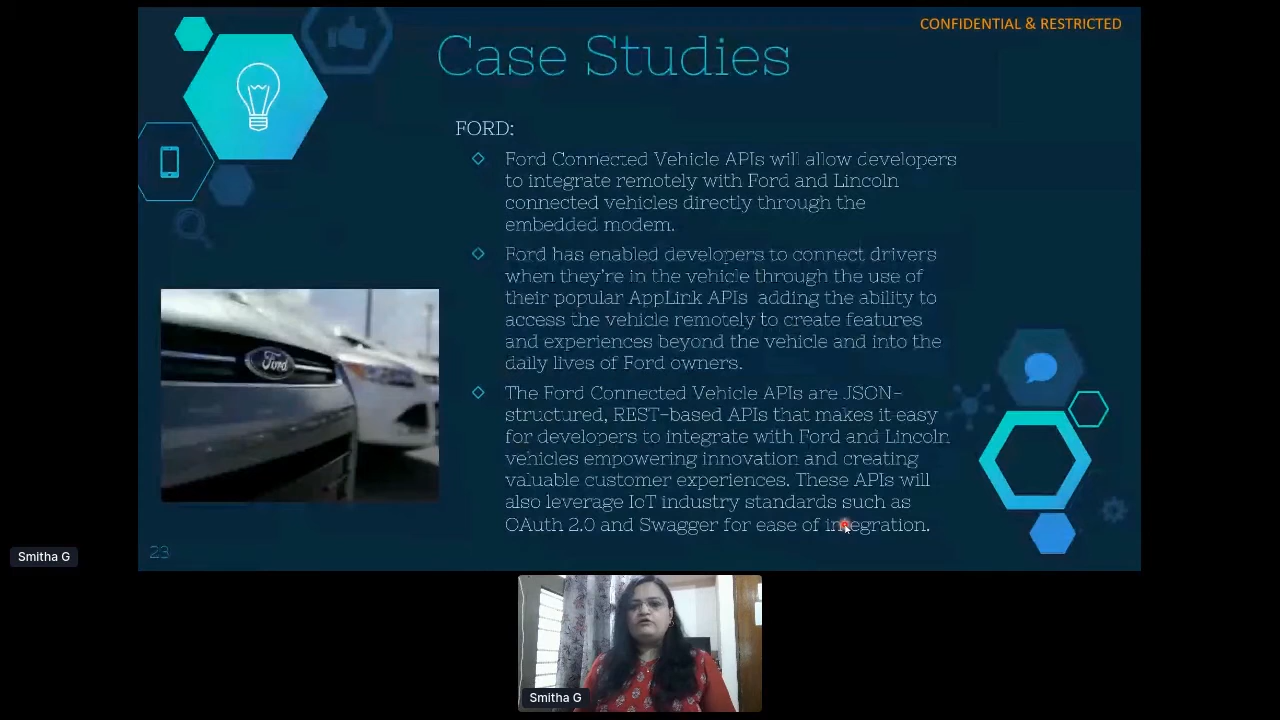 CONFIDENTIAL & RESTRICTED
Case Studies
FORD:
Ford Connected Vehicle APIs will allow developers
to integrate remotely with Ford and Lincoln
connected vehicles directly through the
embedded modem.
Ford has enabled developers to connect drivers
when they're in the vehicle through the use of
their popular AppLink APIs adding the ability to
access the vehicle remotely to create features
and experiences beyond the vehicle and into the
daily lives of Ford owners.
The Ford Connected Vehicle APIs are JSON-
structured, REST-based APIs that makes it easy
for developers to integrate with Ford and Lincoln
vehicles empowering innovation and creating
valuable customer experiences. These APIs will
also leverage IoT industry standards such as
OAuth 2.0 and Swagger for ease of integration.
Ford
23
Smitha G
Smitha G